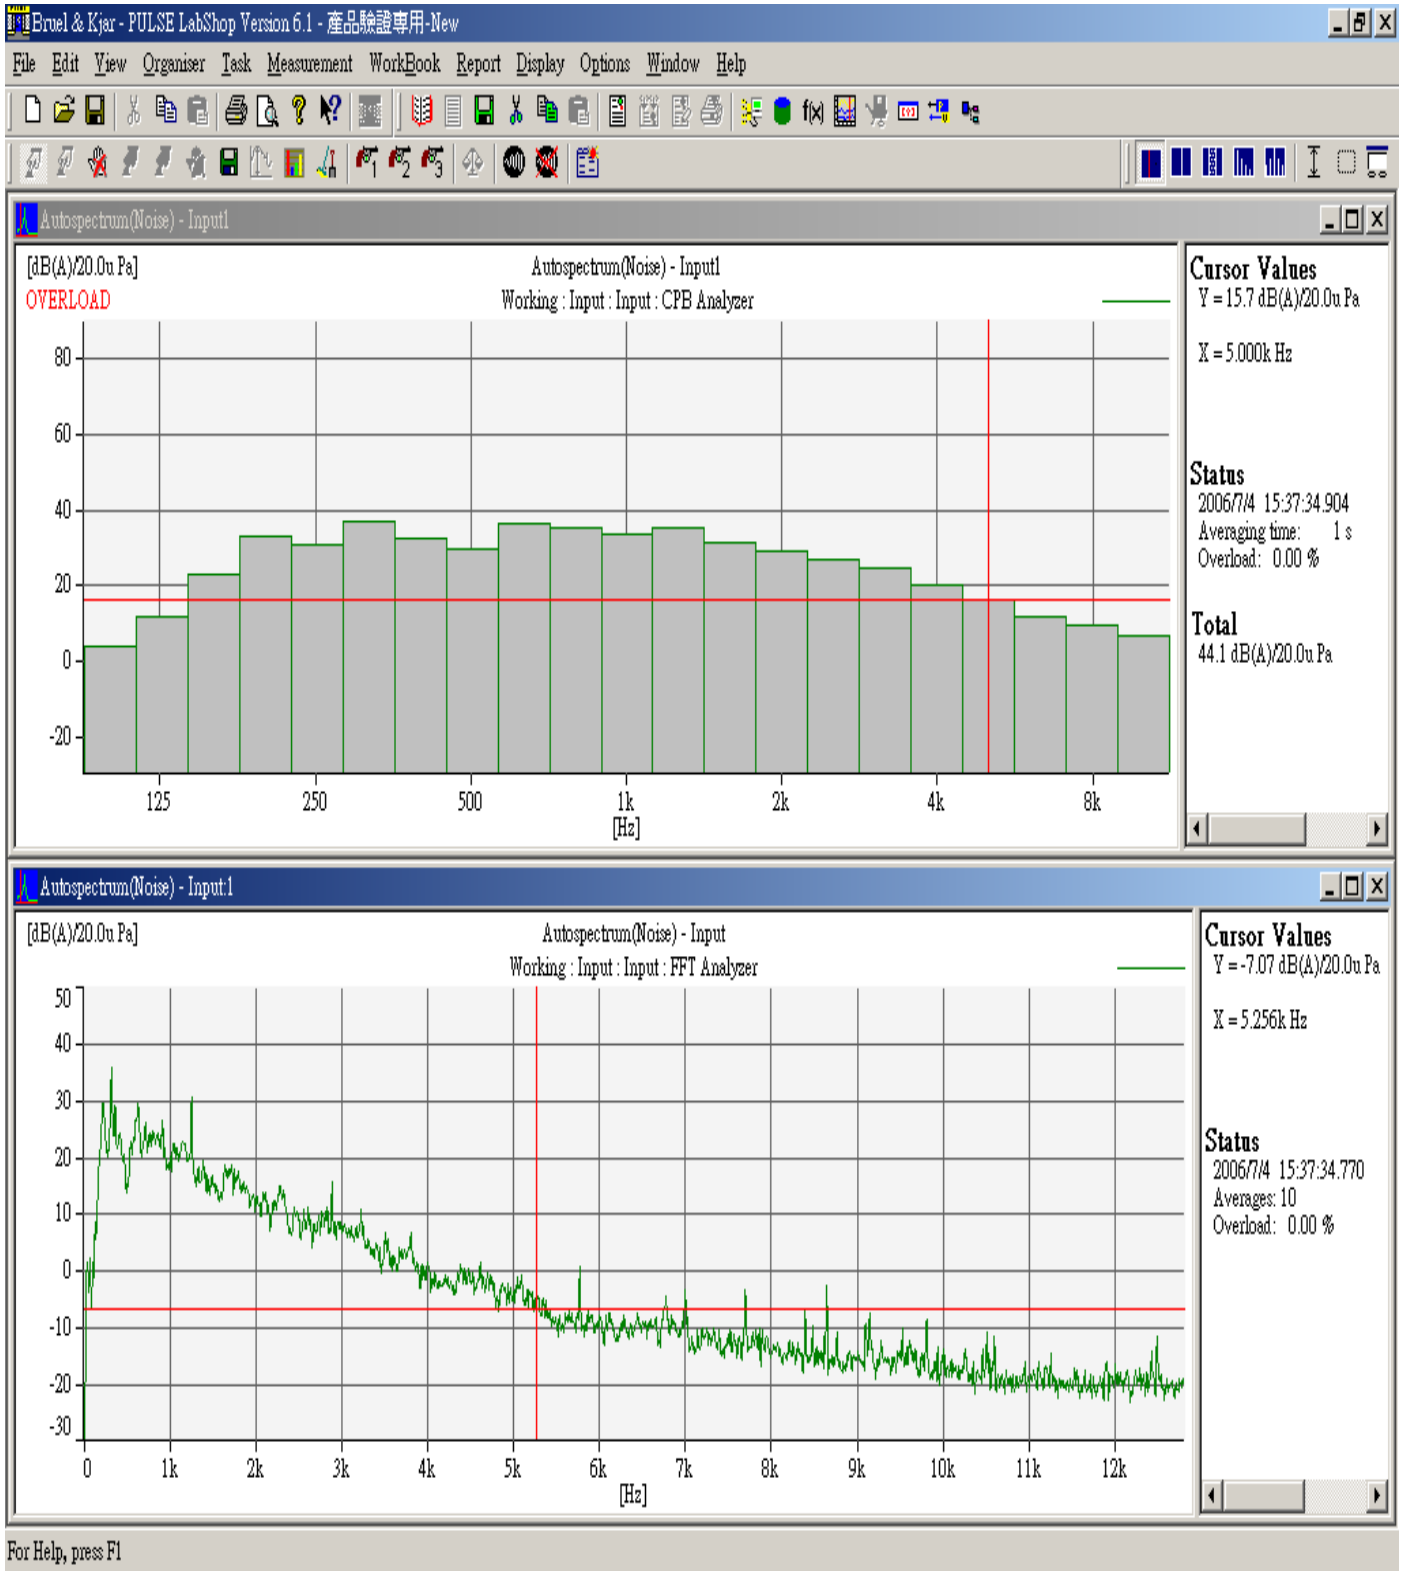 Bruel & Kjar - PULSE LabShop Version 6.1 - 產品驗證專用-New
File Edit View Organiser Task Measurement WorkBook Report Display Options Window Help
f(x)
1 2 3
Autospectrum(Noise) - Input1
[dB(A)/20.0u Pa]
OVERLOAD
Autospectrum(Noise) - Input1
Working : Input : Input : CPB Analyzer
80
60
40
20
0
-20
125 250 500 1k 2k 4k 8k
[Hz]
Cursor Values
Y = 15.7 dB(A)/20.0u Pa
X = 5.000k Hz
Status
2006/7/4 15:37:34.904
Averaging time: 1 s
Overload: 0.00 %
Total
44.1 dB(A)/20.0u Pa
Autospectrum(Noise) - Input:1
[dB(A)/20.0u Pa]
Autospectrum(Noise) - Input
Working : Input : Input : FFT Analyzer
50
40
30
20
10
0
-10
-20
-30
0 1k 2k 3k 4k 5k 6k 7k 8k 9k 10k 11k 12k
[Hz]
Cursor Values
Y = -7.07 dB(A)/20.0u Pa
X = 5.256k Hz
Status
2006/7/4 15:37:34.770
Averages: 10
Overload: 0.00 %
For Help, press F1